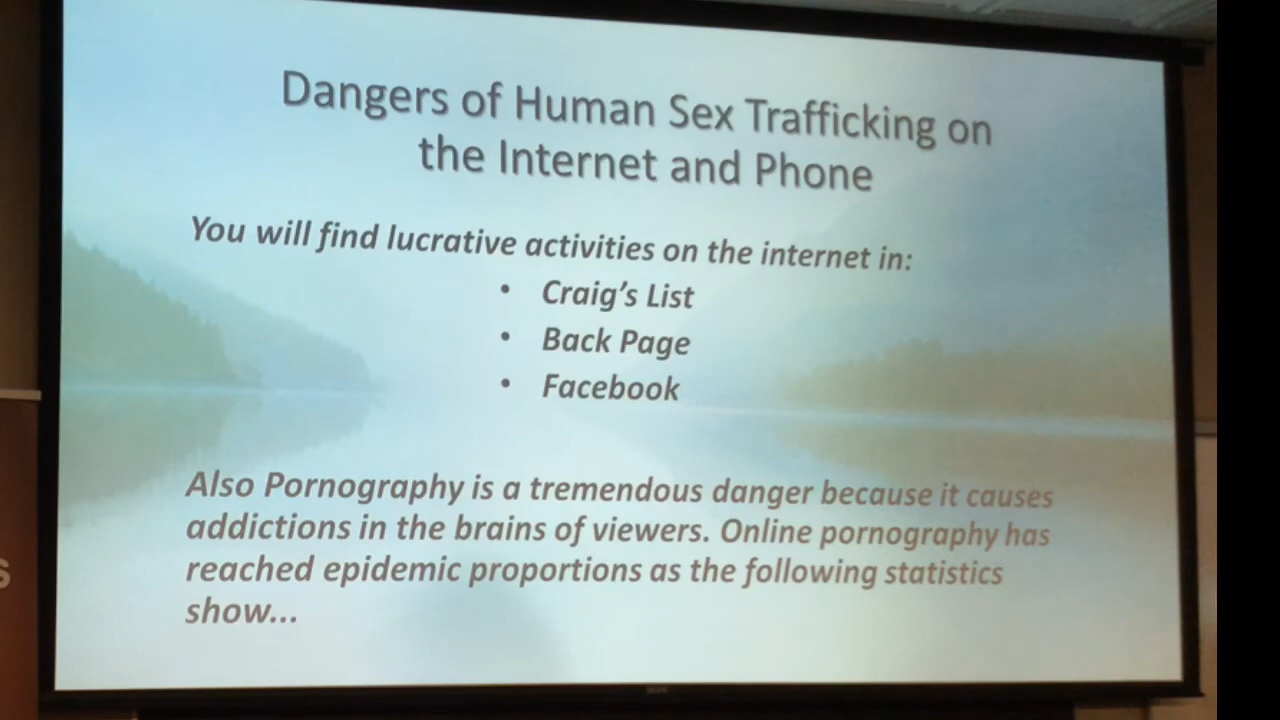 Dangers of Human Sex Trafficking on
the Internet and Phone
You will find lucrative activities on the internet in:
• Craig's List
• Back Page
• Facebook
Also Pornography is a tremendous danger because it causes
addictions in the brains of viewers. Online pornography has
reached epidemic proportions as the following statistics
show...
S